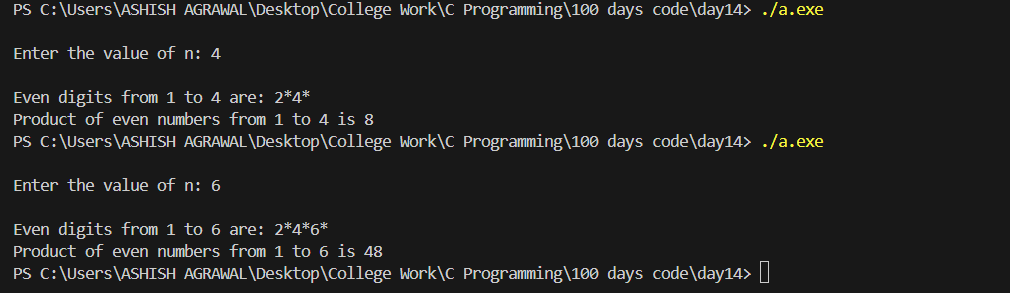 PS C:\Users\ASHISH AGRAWAL\Desktop\College Work\C Programming\100 days code\day14> ./a.exe
Enter the value of n: 4
Even digits from 1 to 4 are: 2*4*
Product of even numbers from 1 to 4 is 8
PS C:\Users\ASHISH AGRAWAL\Desktop\College Work\C Programming\100 days code\day14> ./a.exe
Enter the value of n: 6
Even digits from 1 to 6 are: 2*4*6*
Product of even numbers from 1 to 6 is 48
PS C:\Users\ASHISH AGRAWAL\Desktop\College Work\C Programming\100 days code\day14>